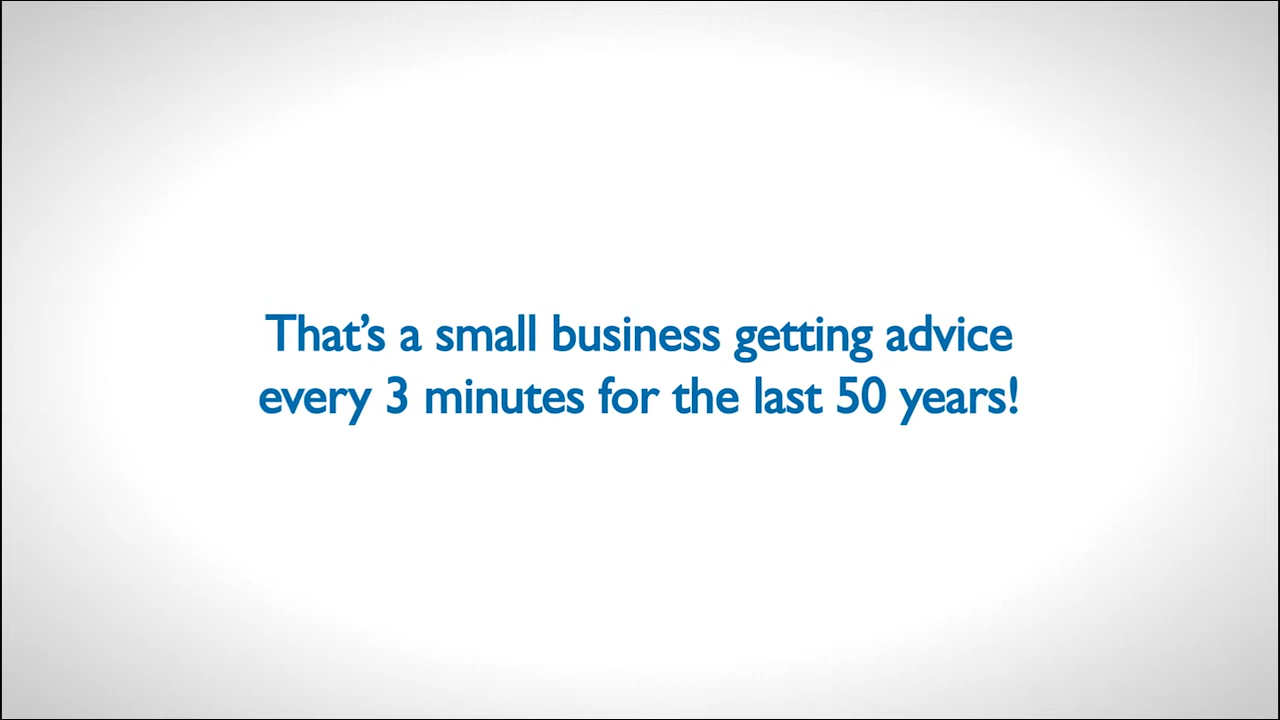 That’s a small business getting advice
every 3 minutes for the last 50 years!